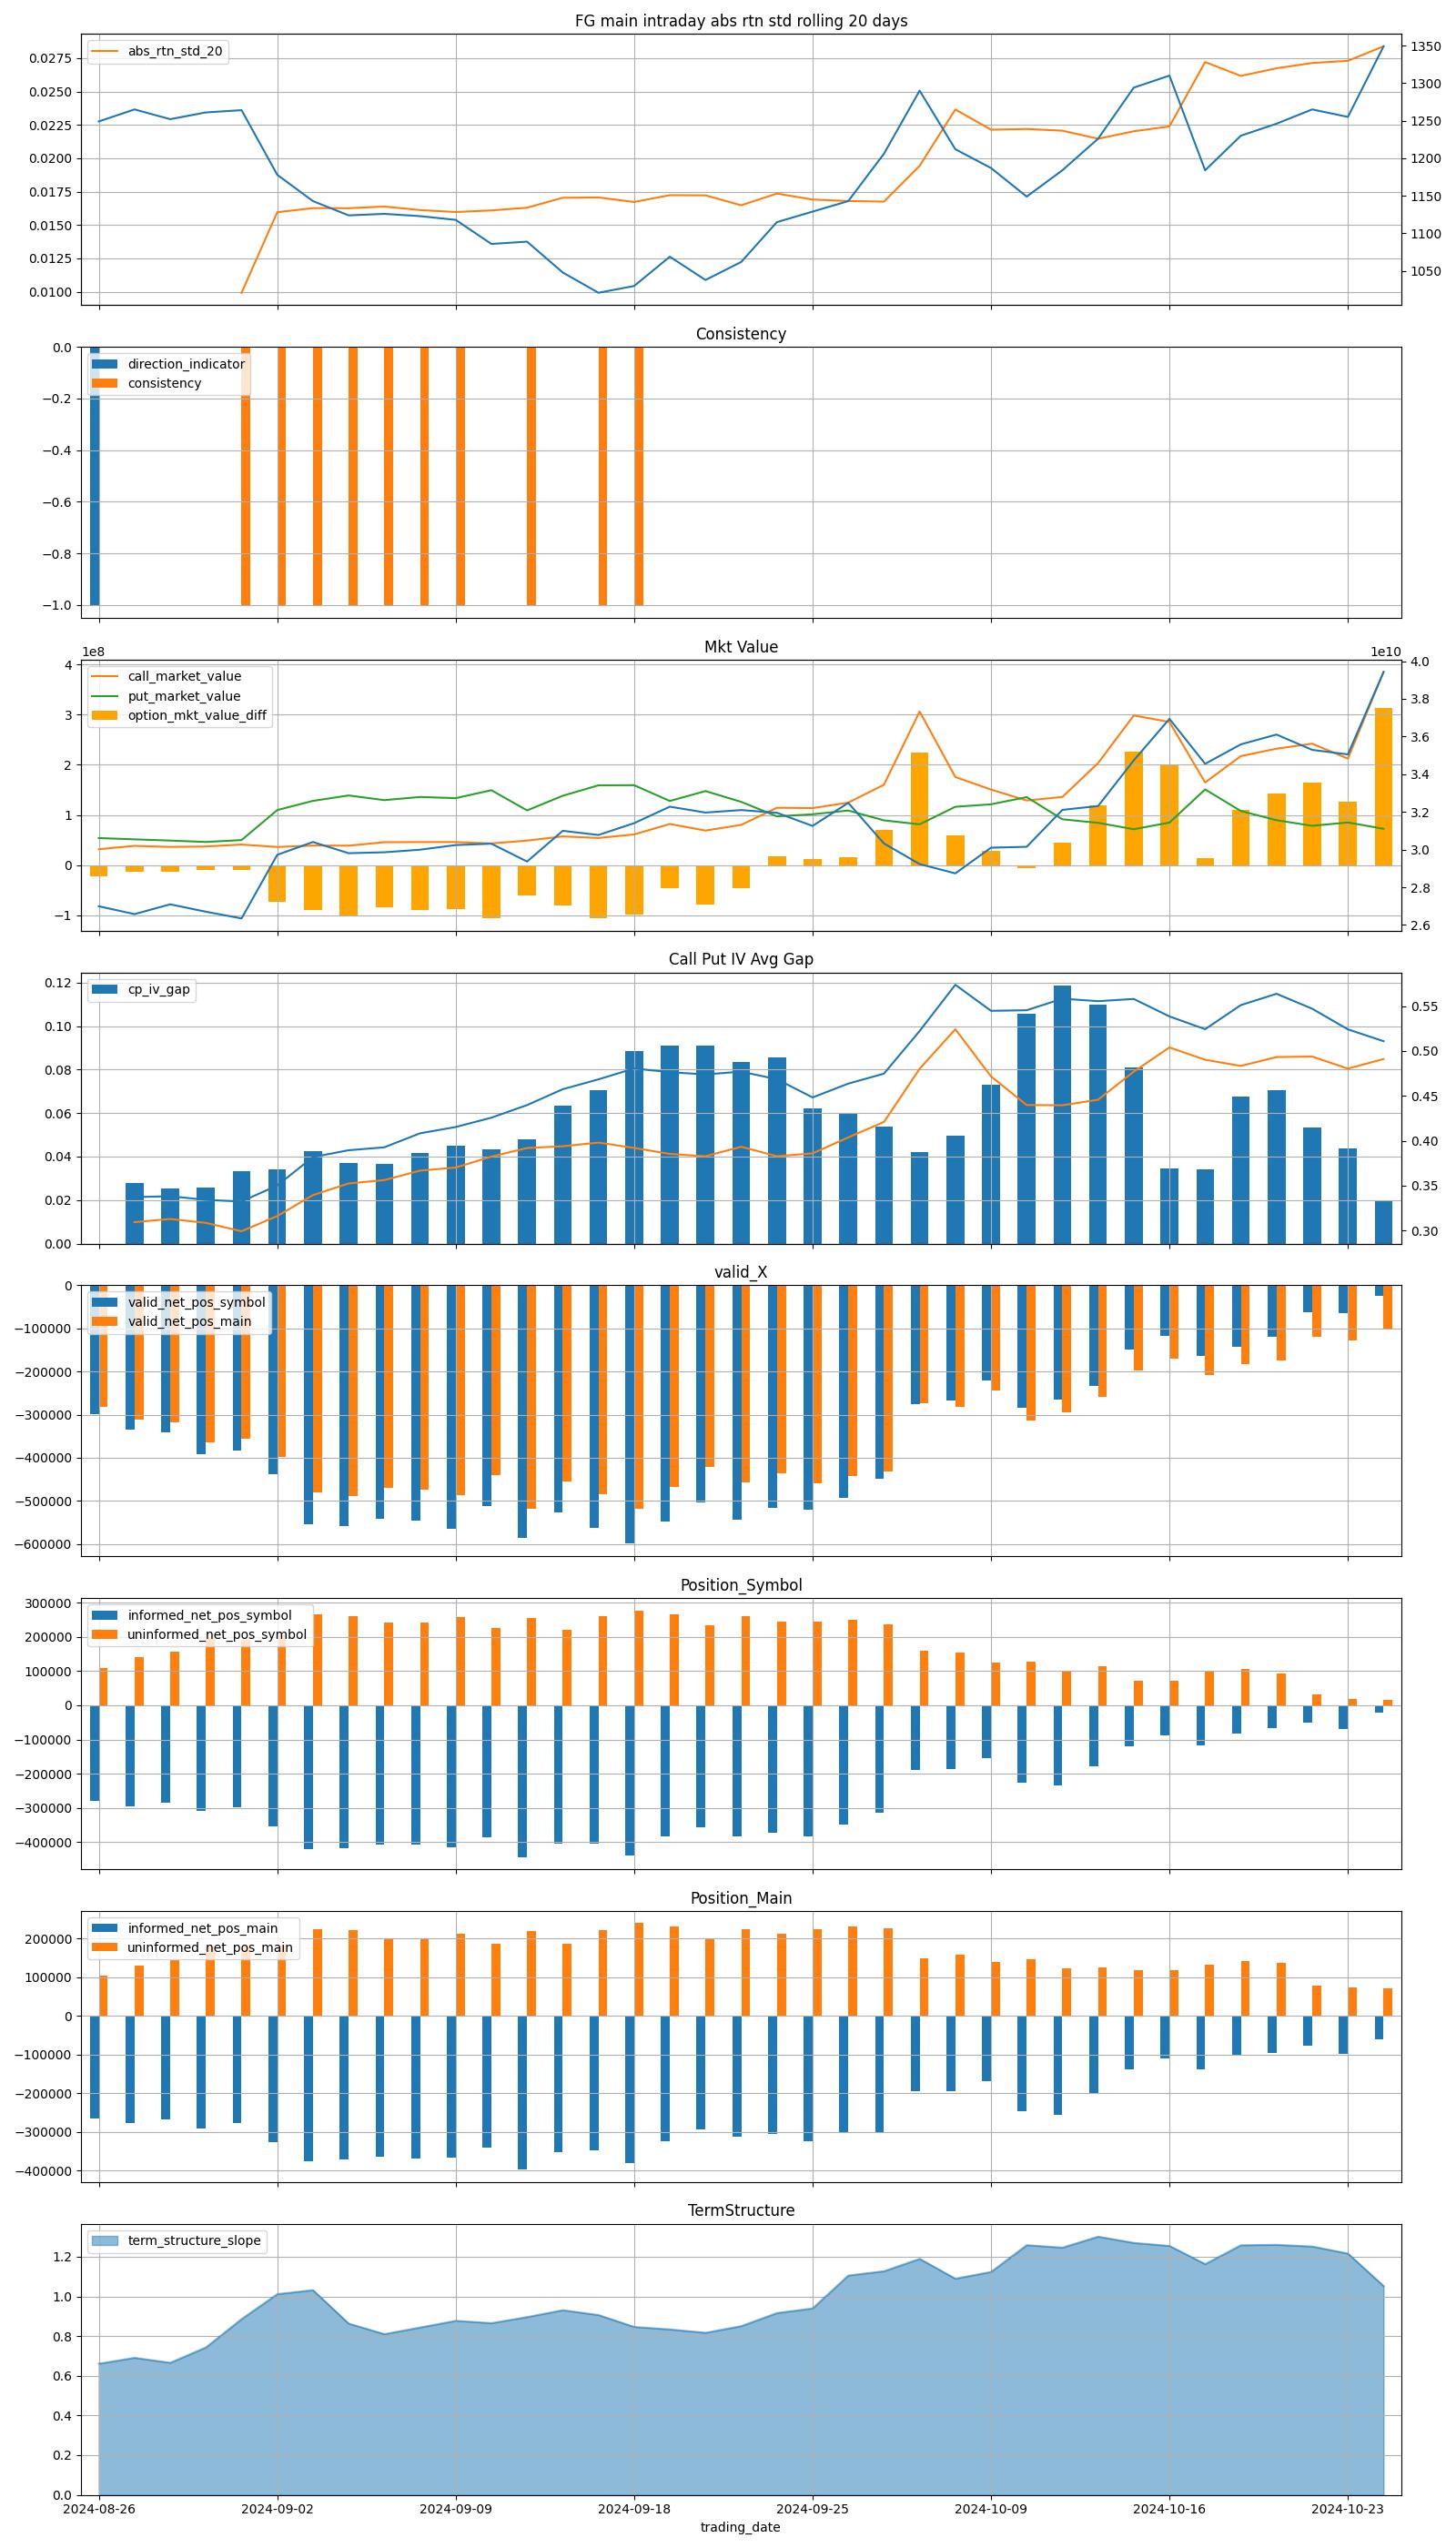 FG main intraday abs rtn std rolling 20 days
abs_rtn_std_20
0.0275
0.0250
0.0225
0.0200
0.0175
0.0150
0.0125
0.0100
1350
1300
1250
1200
1150
1100
1050
Consistency
direction_indicator
consistency
0.0
−0.2
−0.4
−0.6
−0.8
−1.0
Mkt Value
1e8
1e10
call_market_value
put_market_value
option_mkt_value_diff
4
3
2
1
0
−1
4.0
3.8
3.6
3.4
3.2
3.0
2.8
2.6
Call Put IV Avg Gap
cp_iv_gap
0.12
0.10
0.08
0.06
0.04
0.02
0.00
0.55
0.50
0.45
0.40
0.35
0.30
valid_X
valid_net_pos_symbol
valid_net_pos_main
0
−100000
−200000
−300000
−400000
−500000
−600000
Position_Symbol
informed_net_pos_symbol
uninformed_net_pos_symbol
300000
200000
100000
0
−100000
−200000
−300000
−400000
Position_Main
informed_net_pos_main
uninformed_net_pos_main
200000
100000
0
−100000
−200000
−300000
−400000
TermStructure
term_structure_slope
1.2
1.0
0.8
0.6
0.4
0.2
0.0
2024-08-26 2024-09-02 2024-09-09 2024-09-18 2024-09-25 2024-10-09 2024-10-16 2024-10-23
trading_date